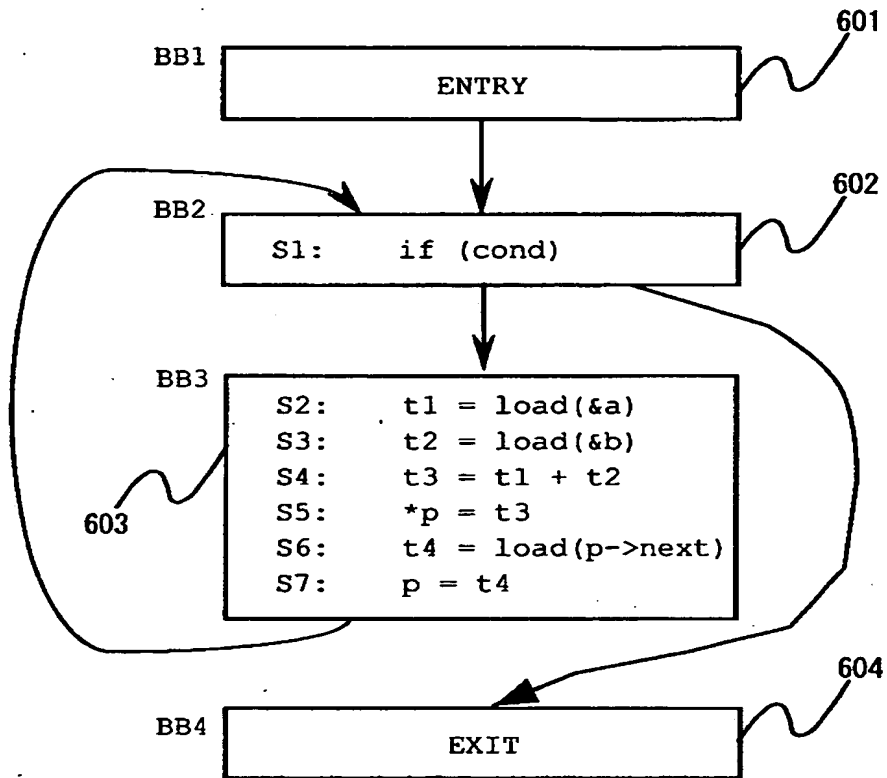 601
BB1
ENTRY
602
BB2
S1: if (cond)
BB3
S2: t1 = load(&a)
S3: t2 = load(&b)
S4: t3 = t1 + t2
S5: *p = t3
S6: t4 = load(p->next)
S7: p = t4
603
604
BB4
EXIT